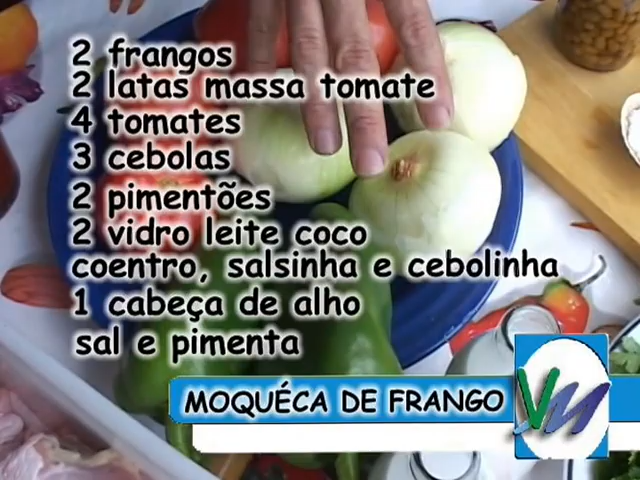 2 frangos
2 latas massa tomate
4 tomates
3 cebolas
2 pimentões
2 vidro leite coco
coentro, salsinha e cebolinha
1 cabeça de alho
sal e pimenta
MOQUÉCA DE FRANGO
VM